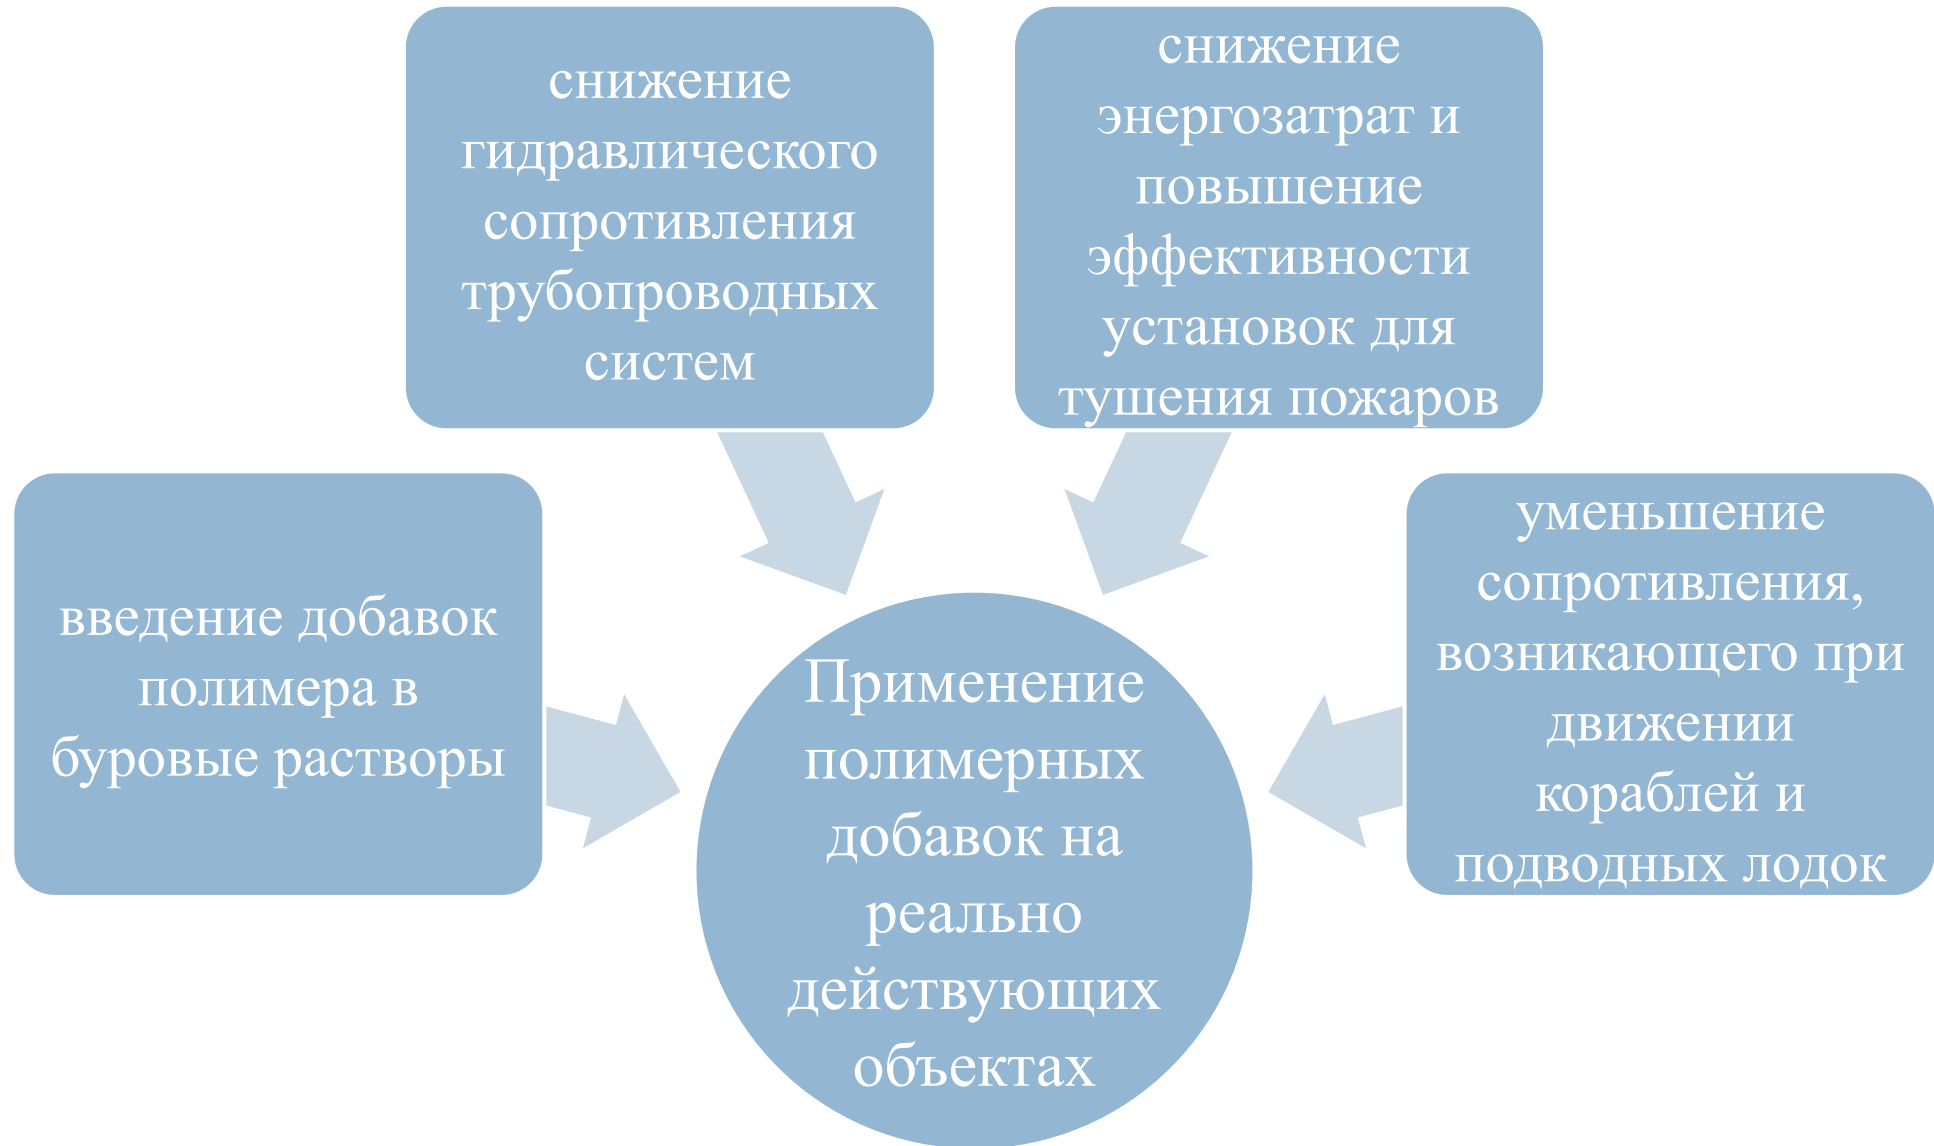 снижение
гидравлического
сопротивления
трубопроводных
систем
снижение
энергозатрат и
повышение
эффективности
установок для
тушения пожаров
введение добавок
полимера в
буровые растворы
уменьшение
сопротивления,
возникающего при
движении
кораблей и
подводных лодок
Применение
полимерных
добавок на
реально
действующих
объектах